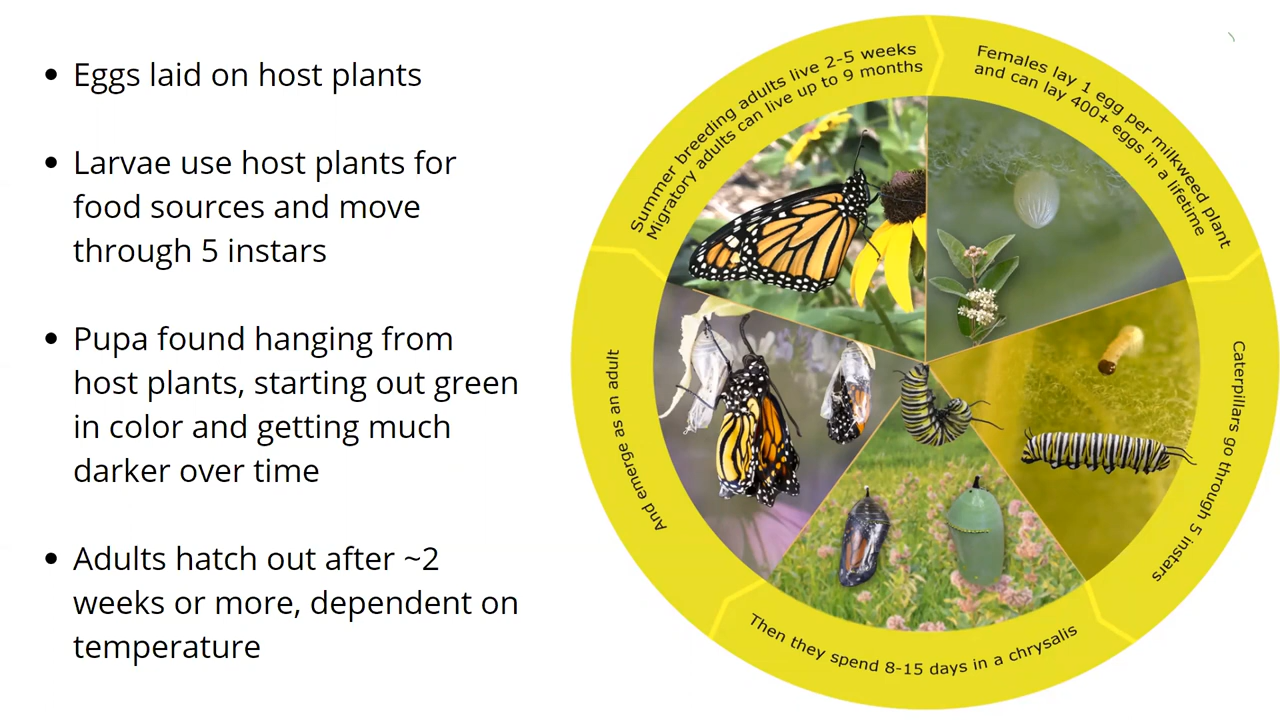 Eggs laid on host plants
Larvae use host plants for
food sources and move
through 5 instars
Pupa found hanging from
host plants, starting out green
in color and getting much
darker over time
Adults hatch out after ~2
weeks or more, dependent on
temperature
Females lay 1 egg per milkweed plant
and can lay 400+ eggs in a lifetime
Caterpillars go through 5 instars
Then they spend 8-15 days in a chrysalis
And emerge as an adult
Summer breeding adults live 2-5 weeks
Migratory adults can live up to 9 months